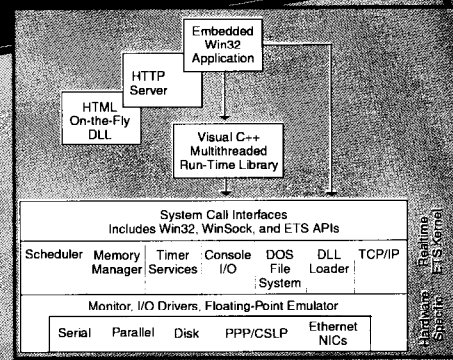 Embedded
Win32
Application
HTTP
Server
HTML
On-the-Fly
DLL
Visual C++
Multithreaded
Run-Time Library
System Call Interfaces
Includes Win32, WinSock, and ETS APIs
Scheduler
Memory
Manager
Timer
Services
Console
I/O
DOS
File
System
DLL
Loader
TCP/IP
Realtime
ETS Kernel
Monitor, I/O Drivers, Floating-Point Emulator
Serial
Parallel
Disk
PPP/CSLP
Ethernet
NICs
Hardware
Specific